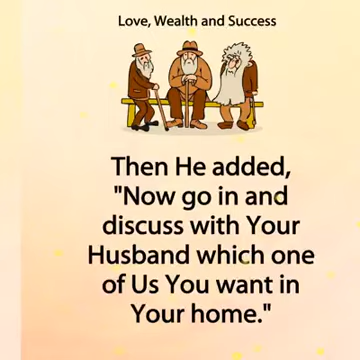 Love, Wealth and Success
Then He added,
"Now go in and
discuss with Your
Husband which one
of Us You want in
Your home."